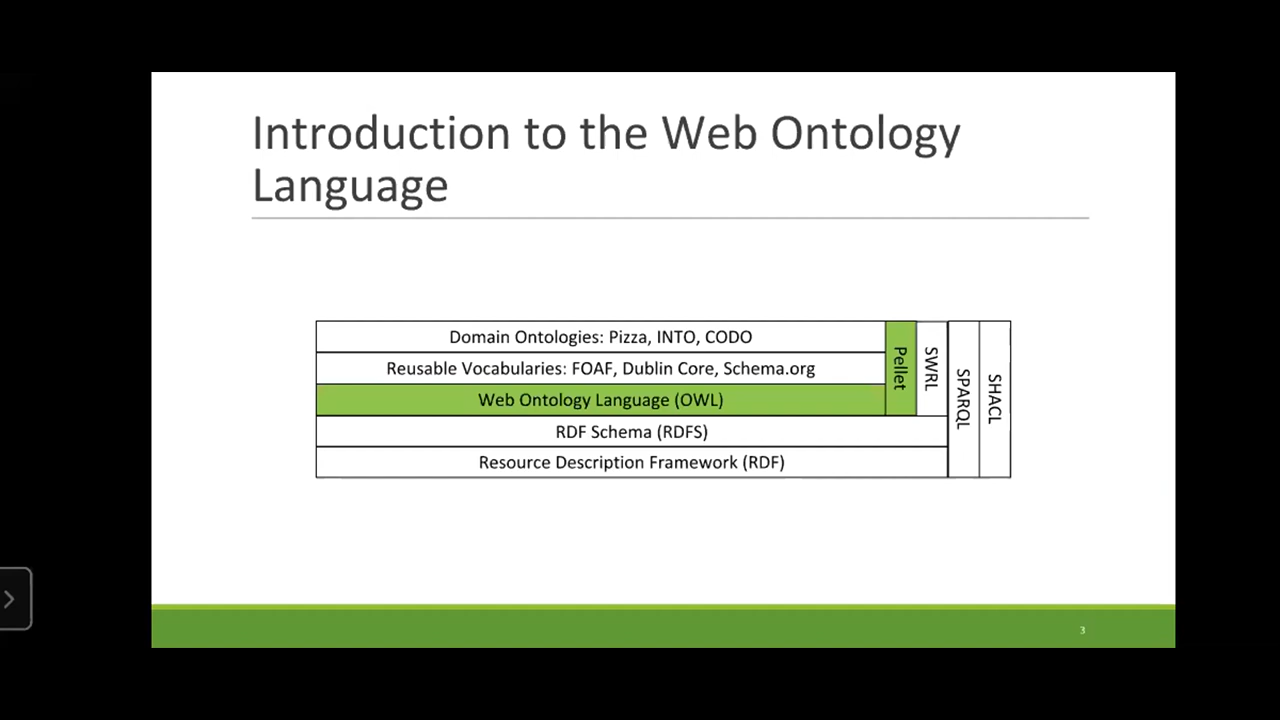 Introduction to the Web Ontology
Language
Domain Ontologies: Pizza, INTO, CODO
Reusable Vocabularies: FOAF, Dublin Core, Schema.org
Web Ontology Language (OWL)
RDF Schema (RDFS)
Resource Description Framework (RDF)
Pellet
SWRL
SPARQL
SHACL
3